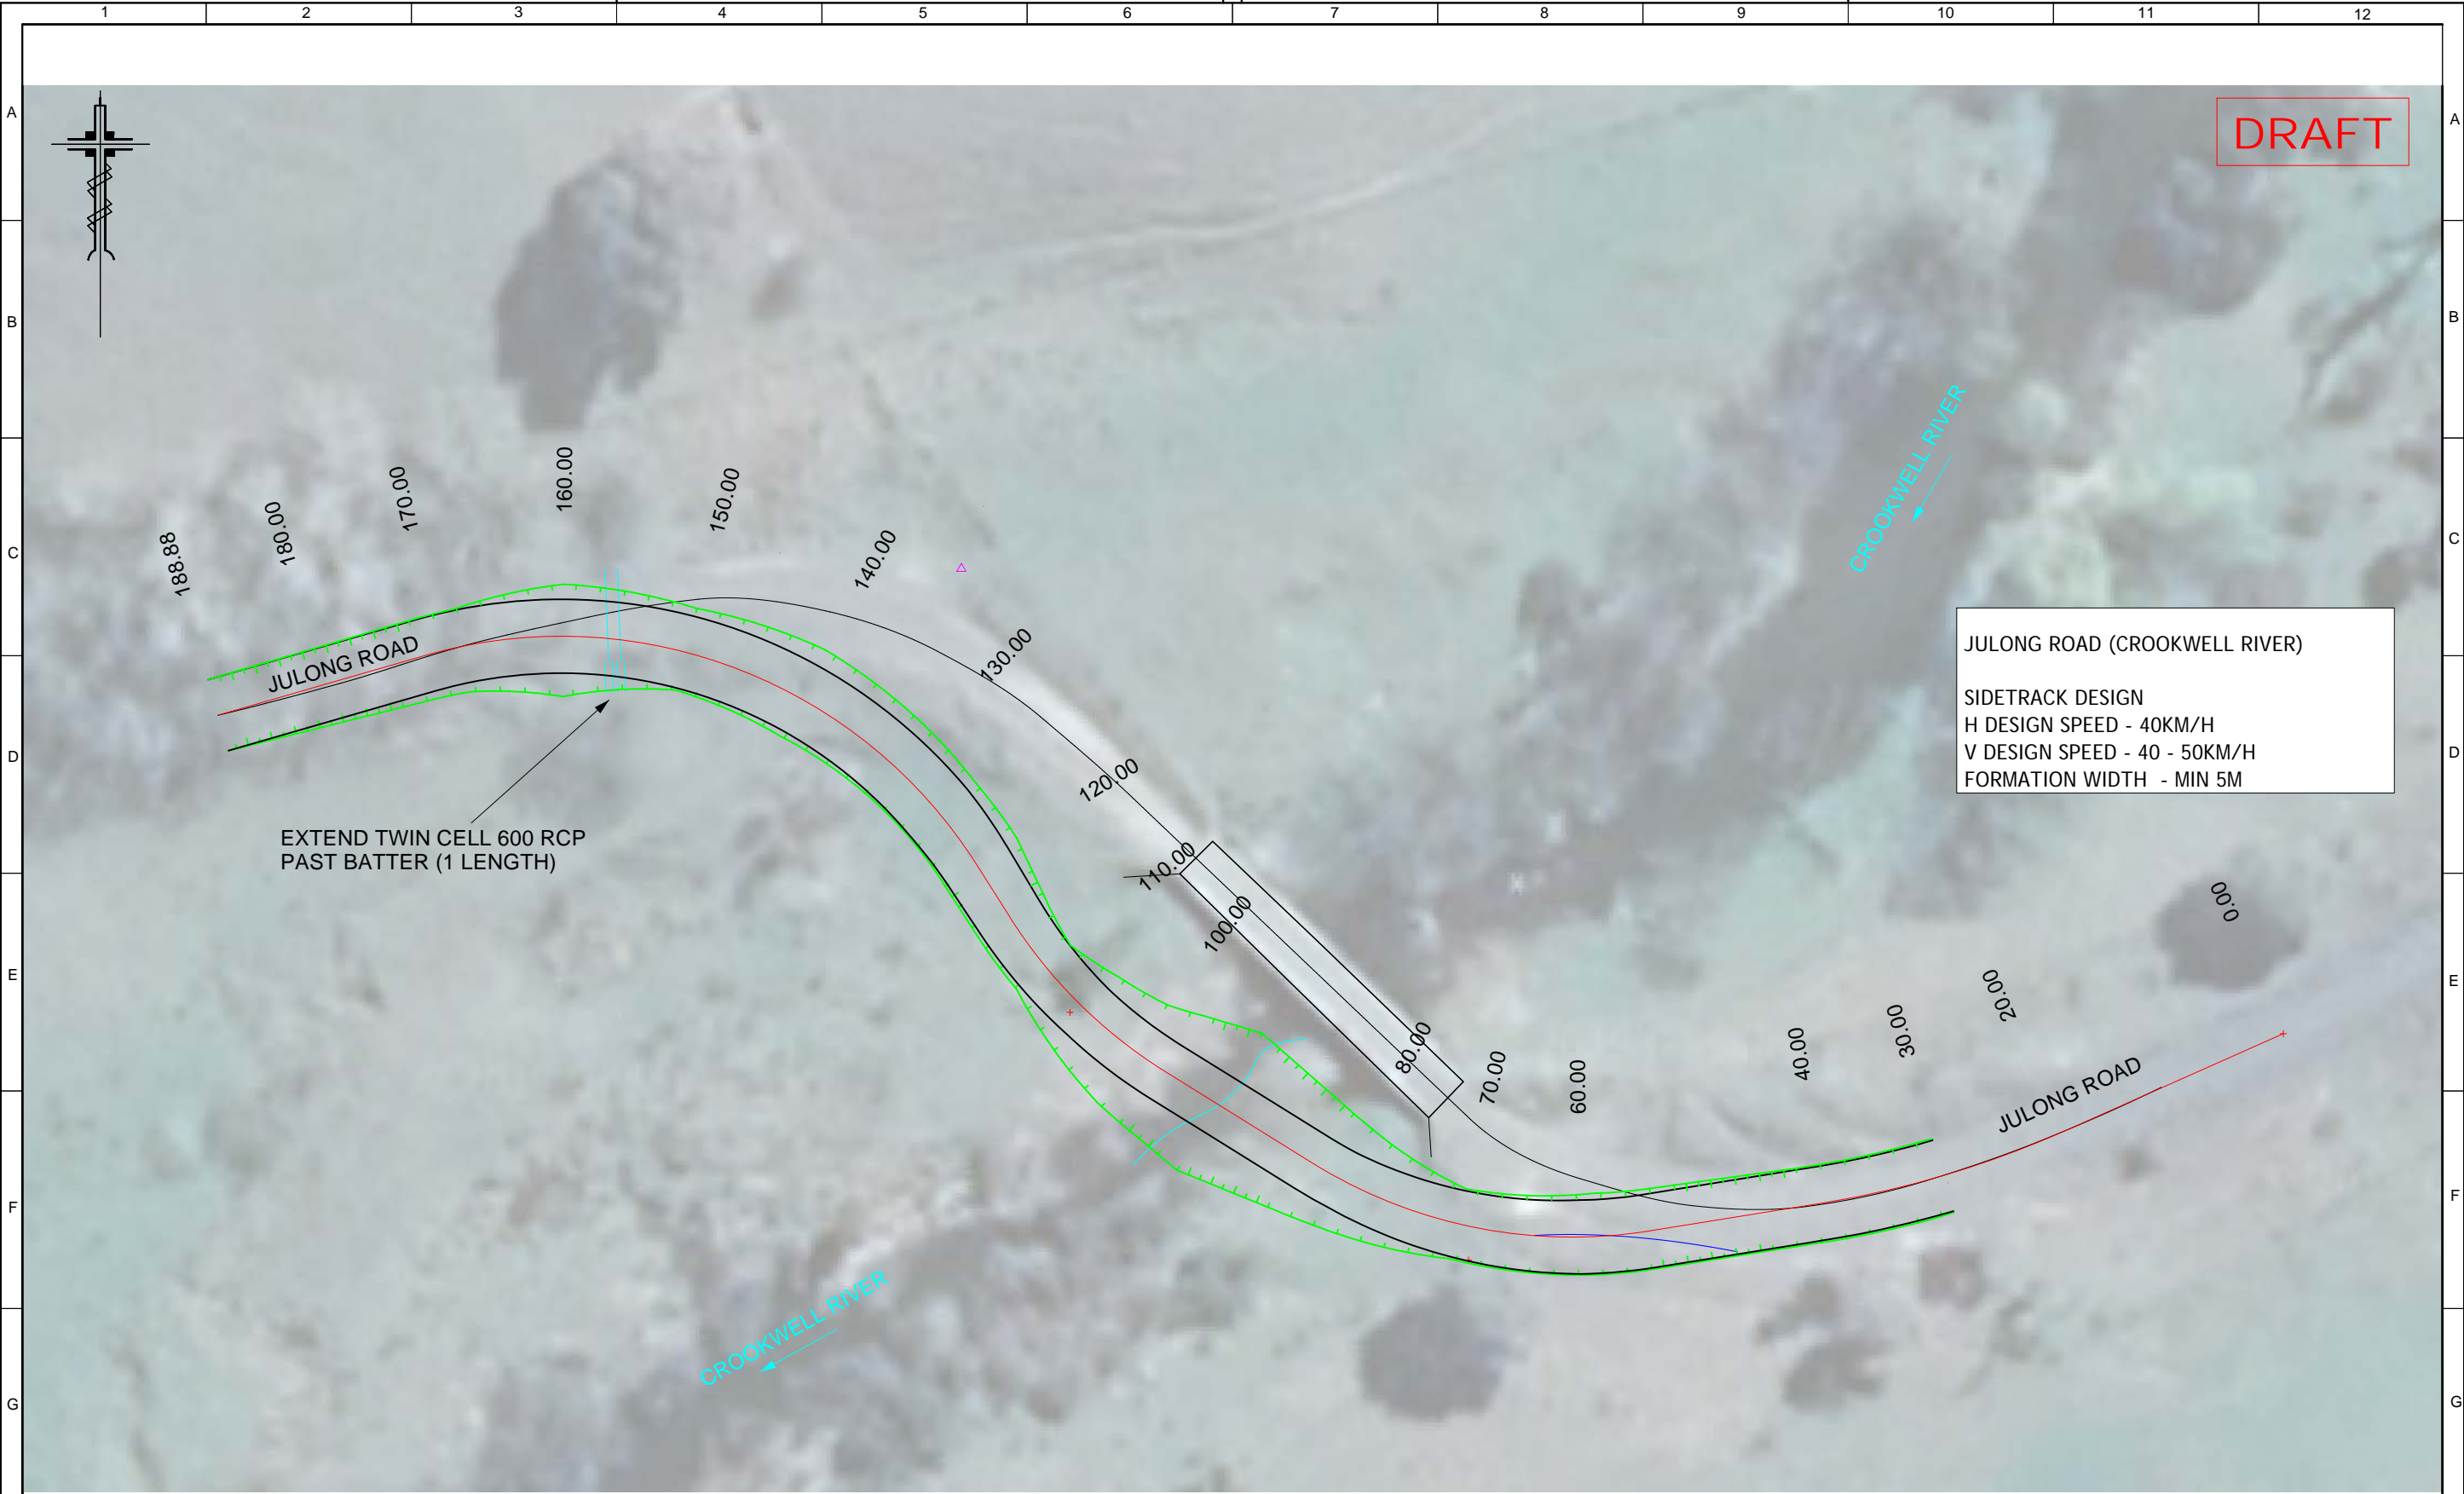 1 2 3 4 5 6 7 8 9 10 11 12
A A
DRAFT
B B
CROOKWELL RIVER
C C
188.88
180.00
170.00
160.00
150.00
140.00
130.00
120.00
110.00
100.00
80.00
70.00
60.00
40.00
30.00
20.00
0.00
JULONG ROAD
JULONG ROAD (CROOKWELL RIVER)
SIDETRACK DESIGN
H DESIGN SPEED - 40KM/H
V DESIGN SPEED - 40 - 50KM/H
FORMATION WIDTH - MIN 5M
D D
EXTEND TWIN CELL 600 RCP
PAST BATTER (1 LENGTH)
E E
JULONG ROAD
F F
CROOKWELL RIVER
G G